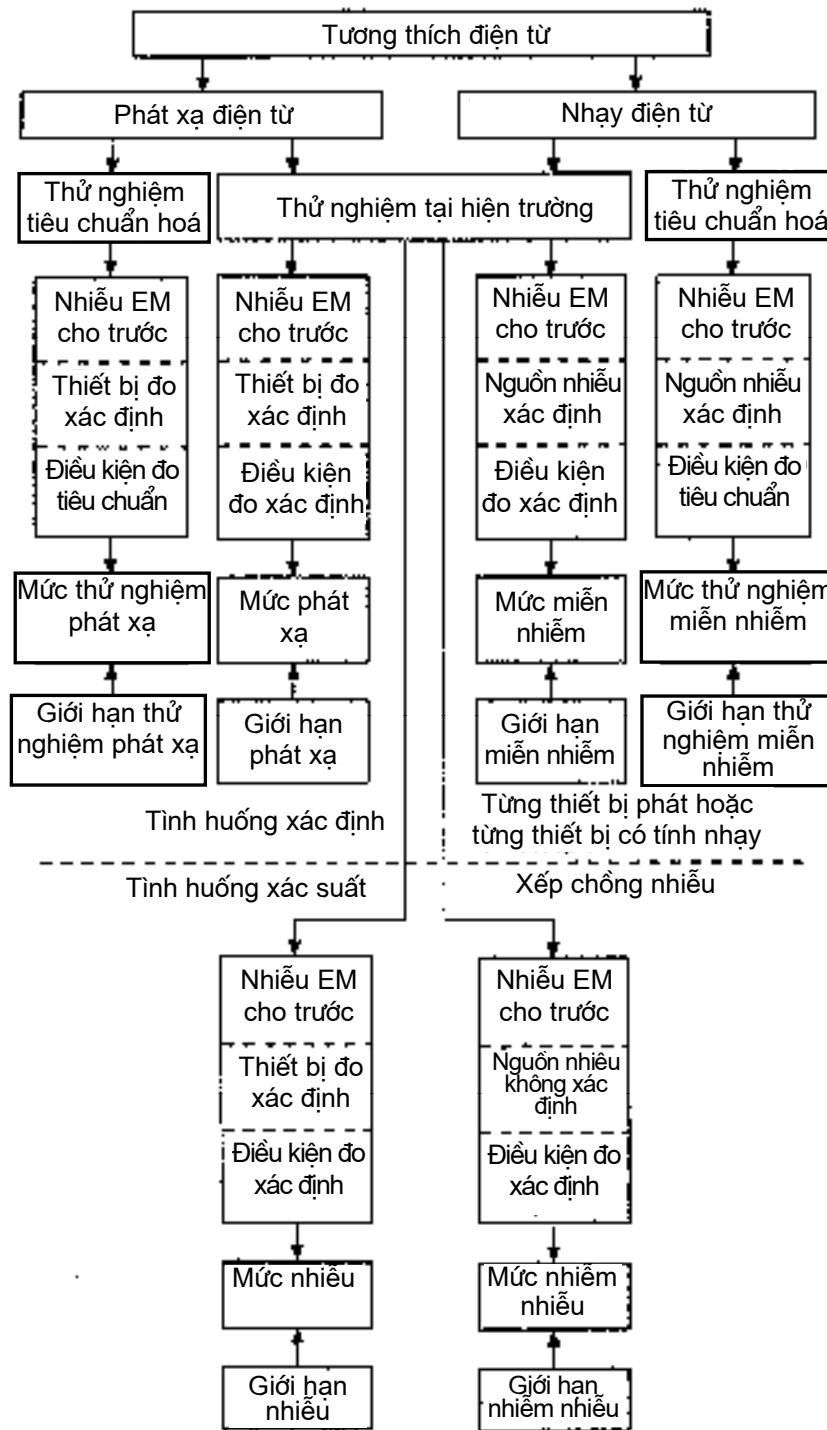 Tương thích điện từ
Phát xạ điện từ
Nhạy điện từ
Thử nghiệm
tiêu chuẩn hoá
Thử nghiệm tại hiện trường
Thử nghiệm
tiêu chuẩn hoá
Nhiễu EM
cho trước
Thiết bị đo
xác định
Điều kiện đo
tiêu chuẩn
Nhiễu EM
cho trước
Thiết bị đo
xác định
Điều kiện
đo xác định
Nhiễu EM
cho trước
Nguồn nhiễu
xác định
Điều kiện
đo xác định
Nhiễu EM
cho trước
Nguồn nhiễu
xác định
Điều kiện đo
tiêu chuẩn
Mức thử nghiệm
phát xạ
Mức phát
xạ
Mức miễn
nhiễm
Mức thử nghiệm
miễn nhiễm
Giới hạn thử
nghiệm phát xạ
Giới hạn
phát xạ
Giới hạn
miễn nhiễm
Giới hạn thử
nghiệm miễn
nhiễm
Tình huống xác định
Từng thiết bị phát hoặc
từng thiết bị có tính nhạy
Tình huống xác suất
Xếp chồng nhiễu
Nhiễu EM
cho trước
Thiết bị đo
xác định
Điều kiện đo
xác định
Nhiễu EM
cho trước
Nguồn nhiêu
không xác
định
Điều kiện đo
xác định
Mức nhiễu
Mức nhiễm
nhiễu
Giới hạn
nhiễu
Giới hạn
nhiễm nhiễu